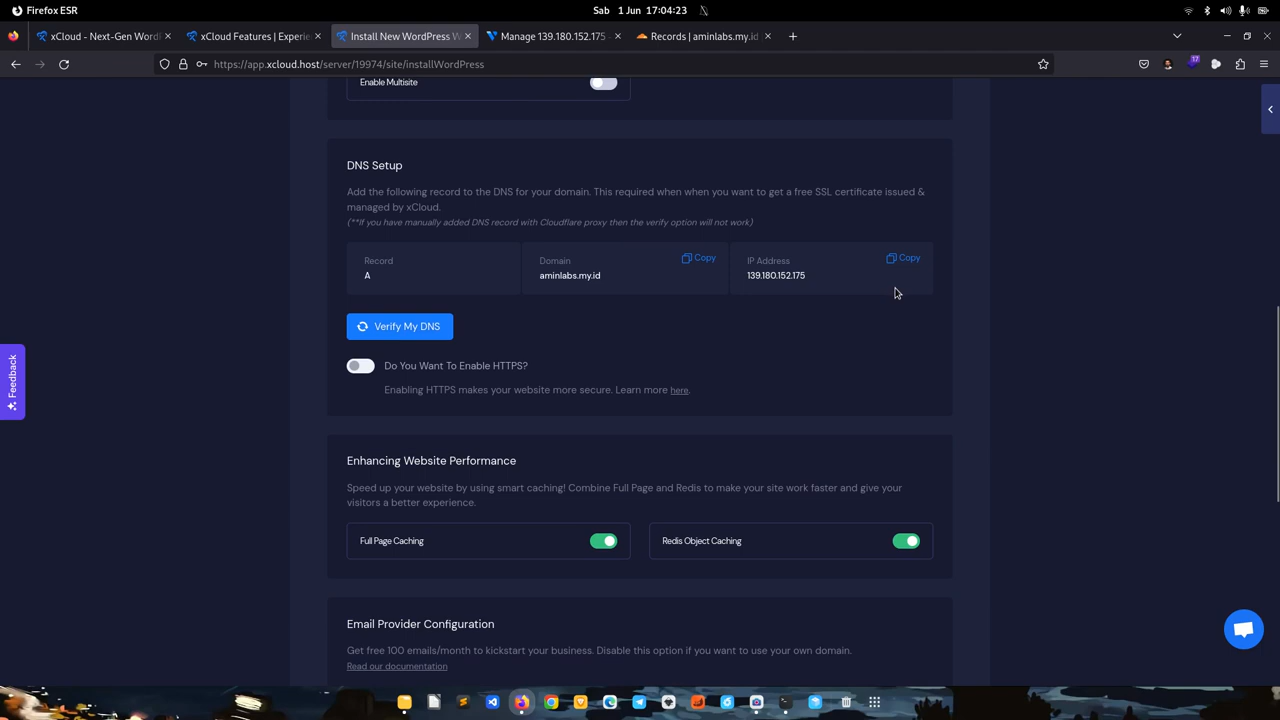 Firefox ESR
Sab 1 Jun 17:04:23
xCloud - Next-Gen Word
xCloud Features | Experie
Install New WordPress W
Manage 139.180.152.175
Records | aminlabs.my.id
17
https://app.xcloud.host/server/19974/site/installWordPress
Enable Multisite
DNS Setup
Add the following record to the DNS for your domain. This required when when you want to get a free SSL certificate issued &
managed by xCloud.
(**If you have manually added DNS record with Cloudflare proxy then the verify option will not work)
Record
A
Domain
Copy
aminlabs.my.id
IP Address
Copy
139.180.152.175
Verify My DNS
Do You Want To Enable HTTPS?
Enabling HTTPS makes your website more secure. Learn more here.
Feedback
Enhancing Website Performance
Speed up your website by using smart caching! Combine Full Page and Redis to make your site work faster and give your
visitors a better experience.
Full Page Caching
Redis Object Caching
Email Provider Configuration
Get free 100 emails/month to kickstart your business. Disable this option if you want to use your own domain.
Read our documentation